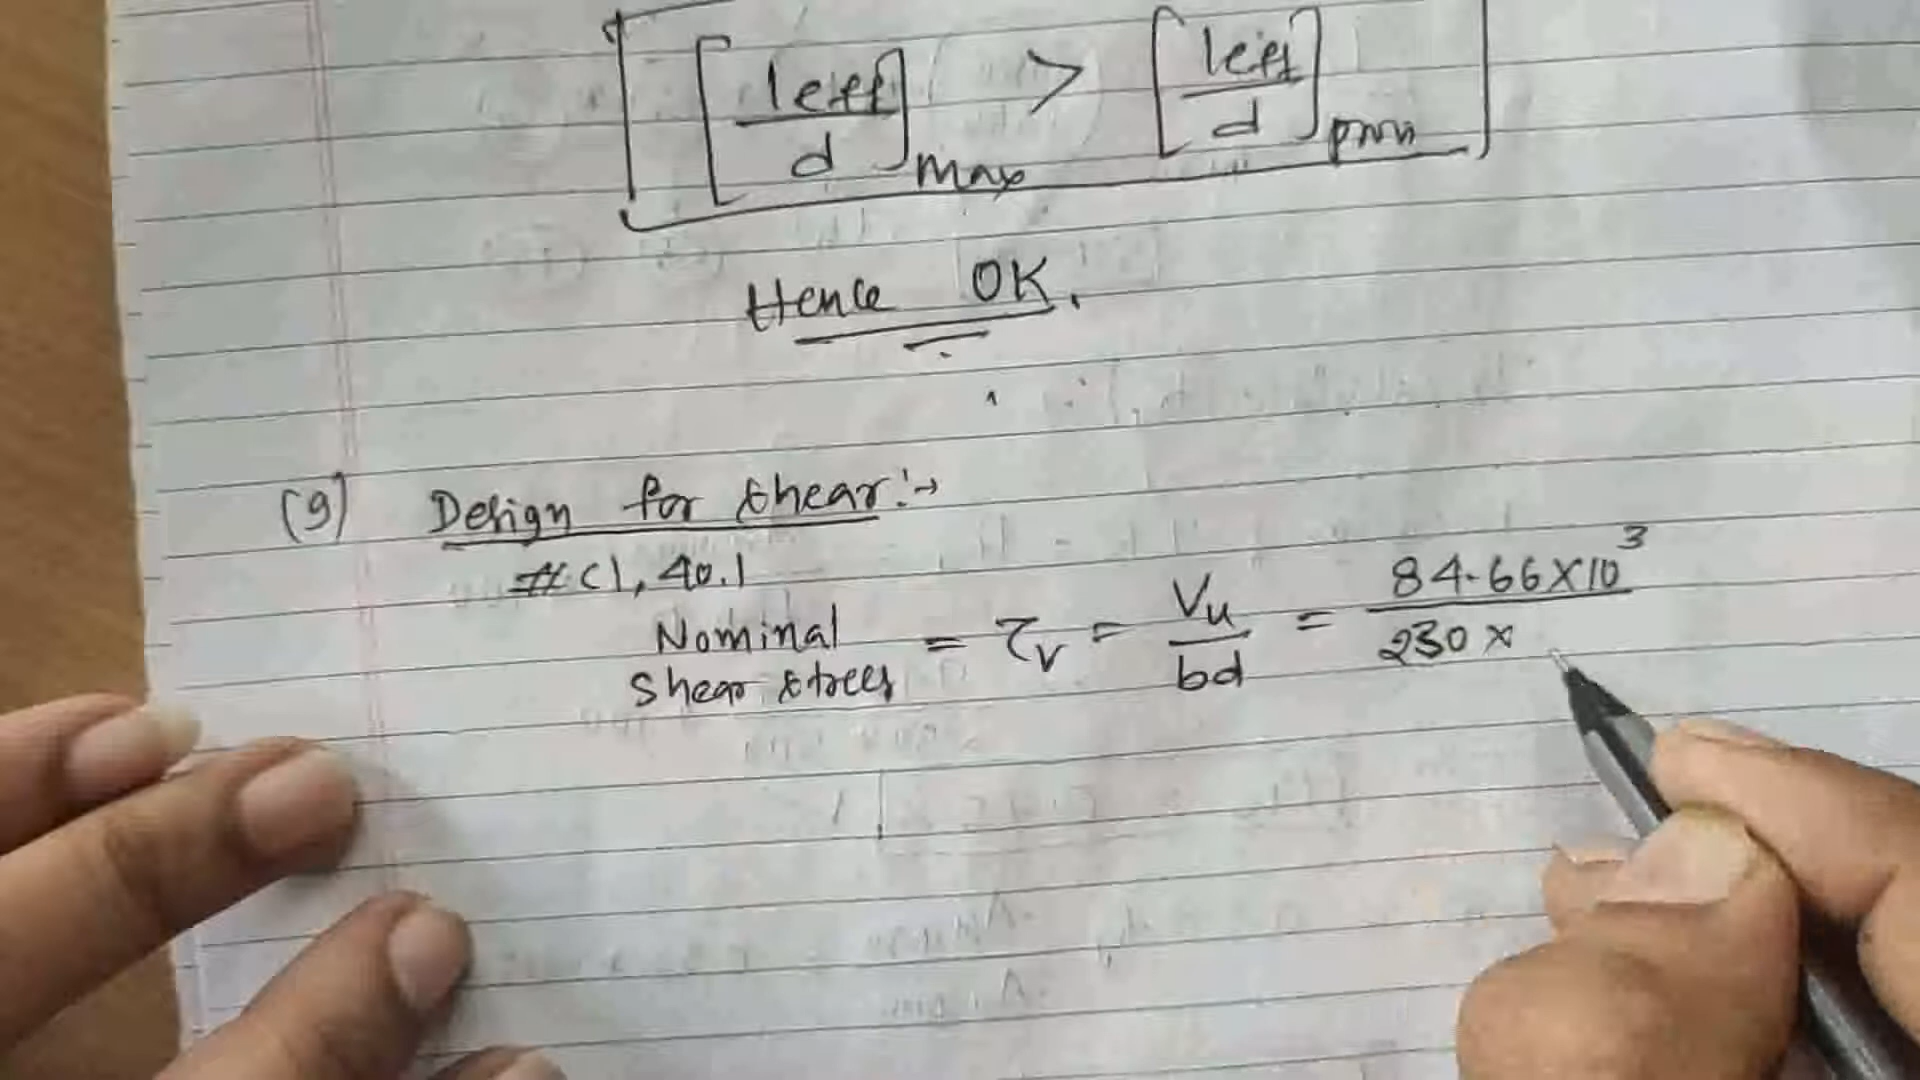 [leff/d]max > [leff/d]prov
Hence OK.
(9) Design for shear:→
# Cl, 40.1
Nominal shear stress = τv = Vu/bd = 84.66×10³/230×